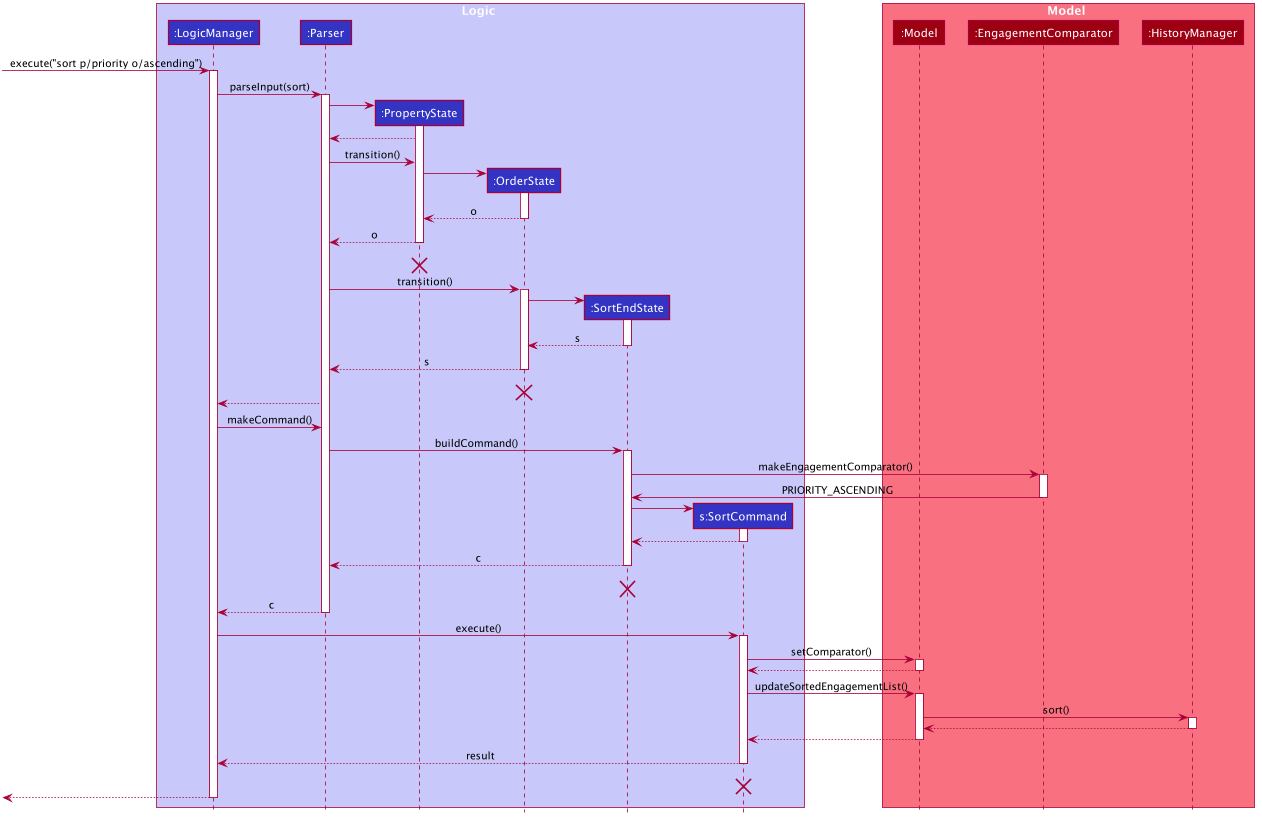 Logic
Model
:LogicManager
:Parser
:Model
:EngagementComparator
:HistoryManager
execute("sort p/priority o/ascending")
parseInput(sort)
:PropertyState
transition()
:OrderState
o
o
transition()
:SortEndState
s
s
makeCommand()
buildCommand()
makeEngagementComparator()
PRIORITY_ASCENDING
s:SortCommand
c
c
execute()
setComparator()
updateSortedEngagementList()
sort()
result